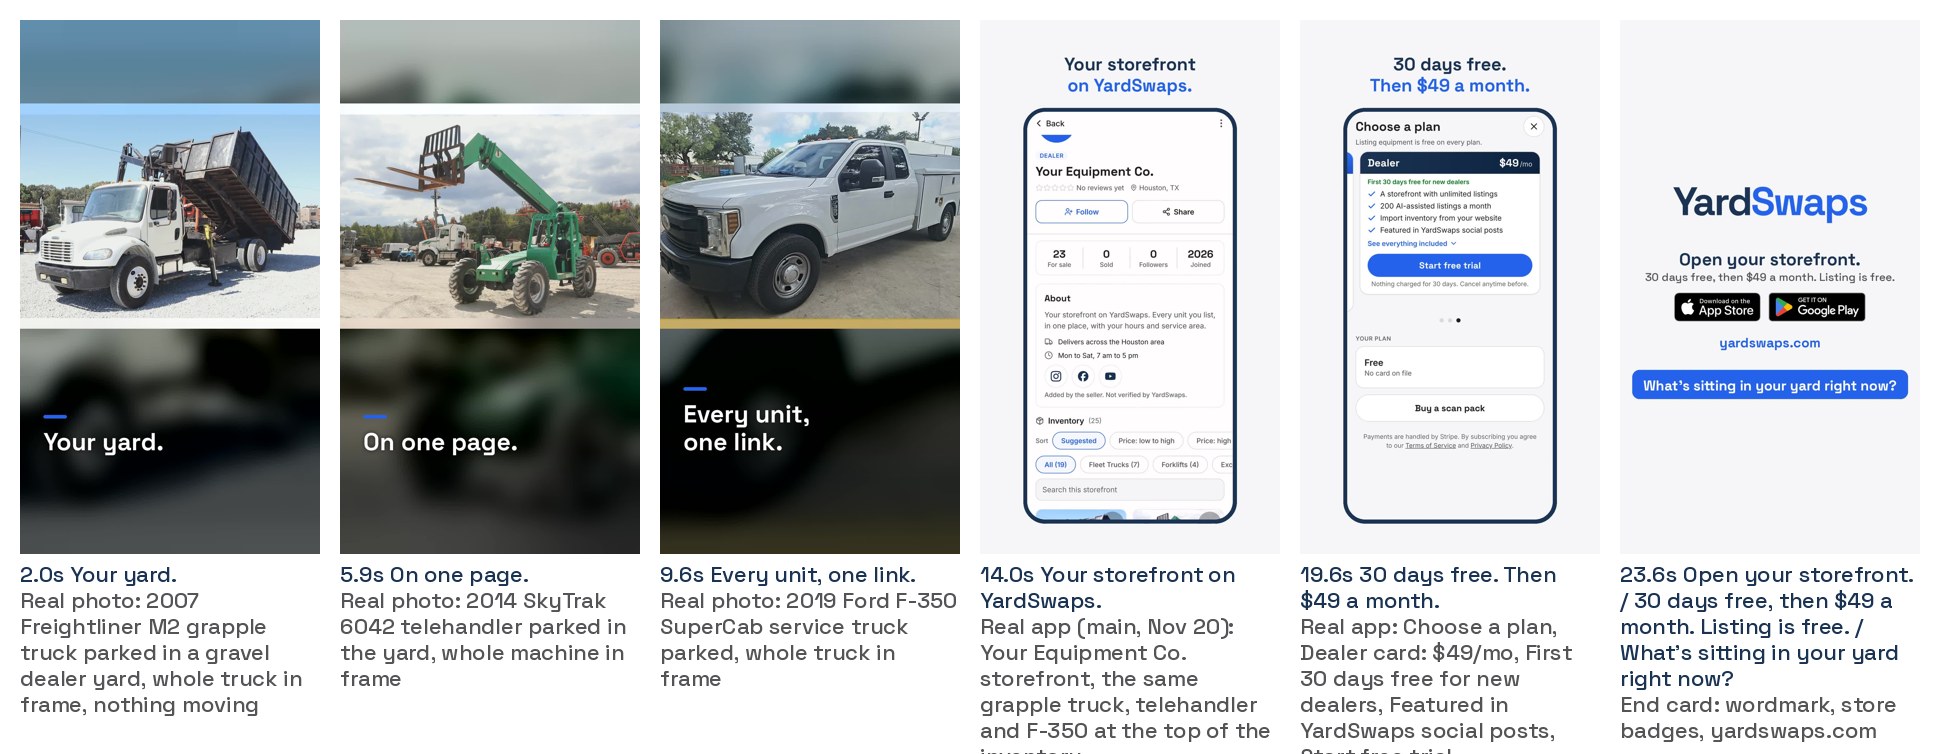 Your yard.
On one page.
Every unit,
one link.
Your storefront
on YardSwaps.
Back
DEALER
Your Equipment Co.
No reviews yet Houston, TX
Follow
Share
23
For sale
0
Sold
0
Followers
2026
Joined
About
Your storefront on YardSwaps. Every unit you list,
in one place, with your hours and service area.
Delivers across the Houston area
Mon to Sat, 7 am to 5 pm
Added by the seller. Not verified by YardSwaps.
Inventory (25)
Sort Suggested Price: low to high Price: high
All (19) Fleet Trucks (7) Forklifts (4) Exc
Search this storefront
30 days free.
Then $49 a month.
Choose a plan
Listing equipment is free on every plan.
Dealer $49/mo
First 30 days free for new dealers
A storefront with unlimited listings
200 AI-assisted listings a month
Import inventory from your website
Featured in YardSwaps social posts
See everything included
Start free trial
Nothing charged for 30 days. Cancel anytime before.
YOUR PLAN
Free
No card on file
Buy a scan pack
Payments are handled by Stripe. By subscribing you agree
to our Terms of Service and Privacy Policy.
YardSwaps
Open your storefront.
30 days free, then $49 a month. Listing is free.
Download on the
App Store
GET IT ON
Google Play
yardswaps.com
What's sitting in your yard right now?
2.0s Your yard.
Real photo: 2007
Freightliner M2 grapple
truck parked in a gravel
dealer yard, whole truck in
frame, nothing moving
5.9s On one page.
Real photo: 2014 SkyTrak
6042 telehandler parked in
the yard, whole machine in
frame
9.6s Every unit, one link.
Real photo: 2019 Ford F-350
SuperCab service truck
parked, whole truck in
frame
14.0s Your storefront on
YardSwaps.
Real app (main, Nov 20):
Your Equipment Co.
storefront, the same
grapple truck, telehandler
and F-350 at the top of the
inventory
19.6s 30 days free. Then
$49 a month.
Real app: Choose a plan,
Dealer card: $49/mo, First
30 days free for new
dealers, Featured in
YardSwaps social posts,
Start free trial
23.6s Open your storefront.
/ 30 days free, then $49 a
month. Listing is free. /
What's sitting in your yard
right now?
End card: wordmark, store
badges, yardswaps.com